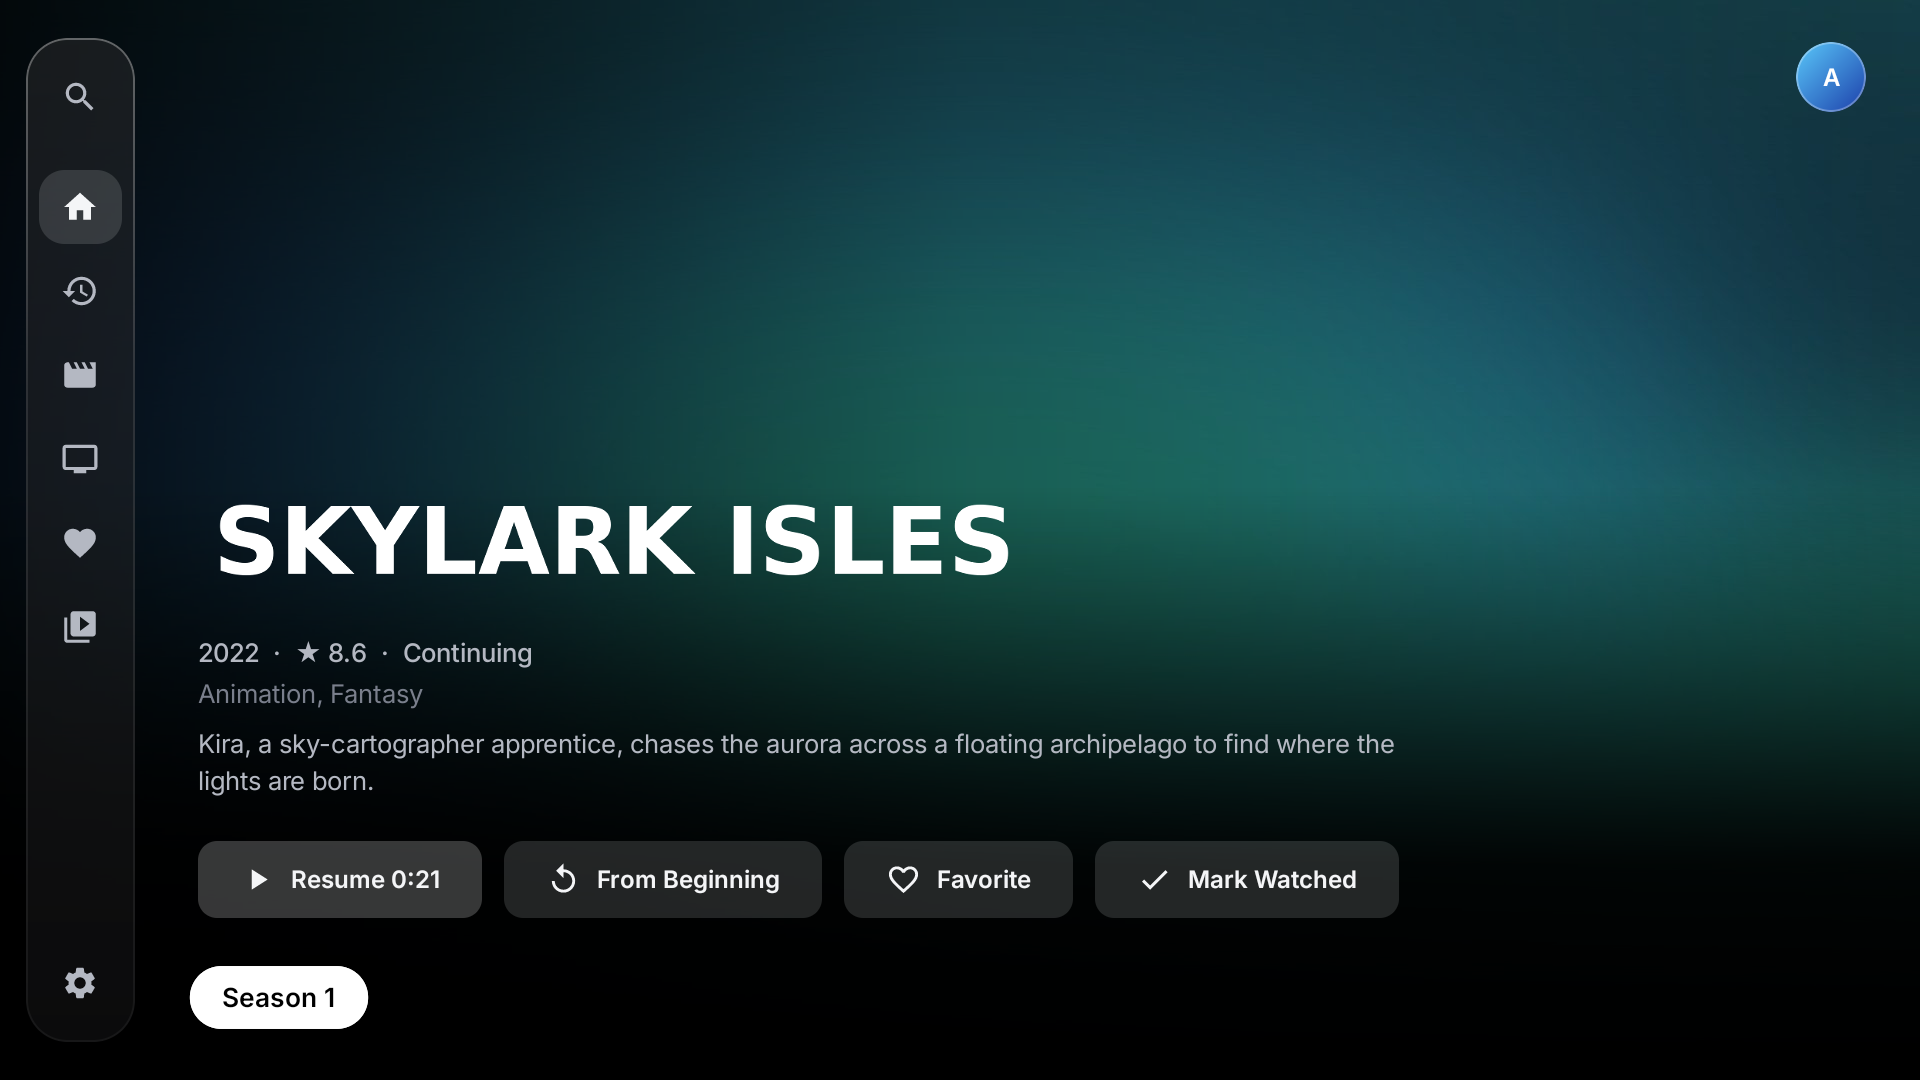 A
SKYLARK ISLES
2022 · ★ 8.6 · Continuing
Animation, Fantasy
Kira, a sky-cartographer apprentice, chases the aurora across a floating archipelago to find where the
lights are born.
Resume 0:21
From Beginning
Favorite
Mark Watched
Season 1